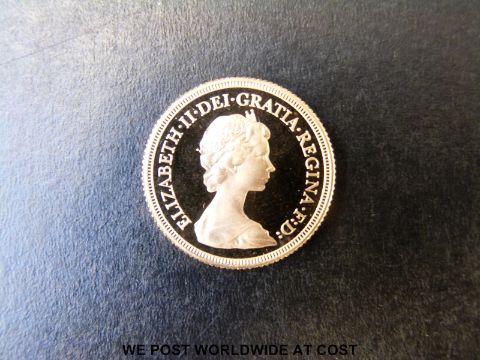 ELIZABETH·II·DEI·GRATIA·REGINA·F:D:
WE POST WORLDWIDE AT COST